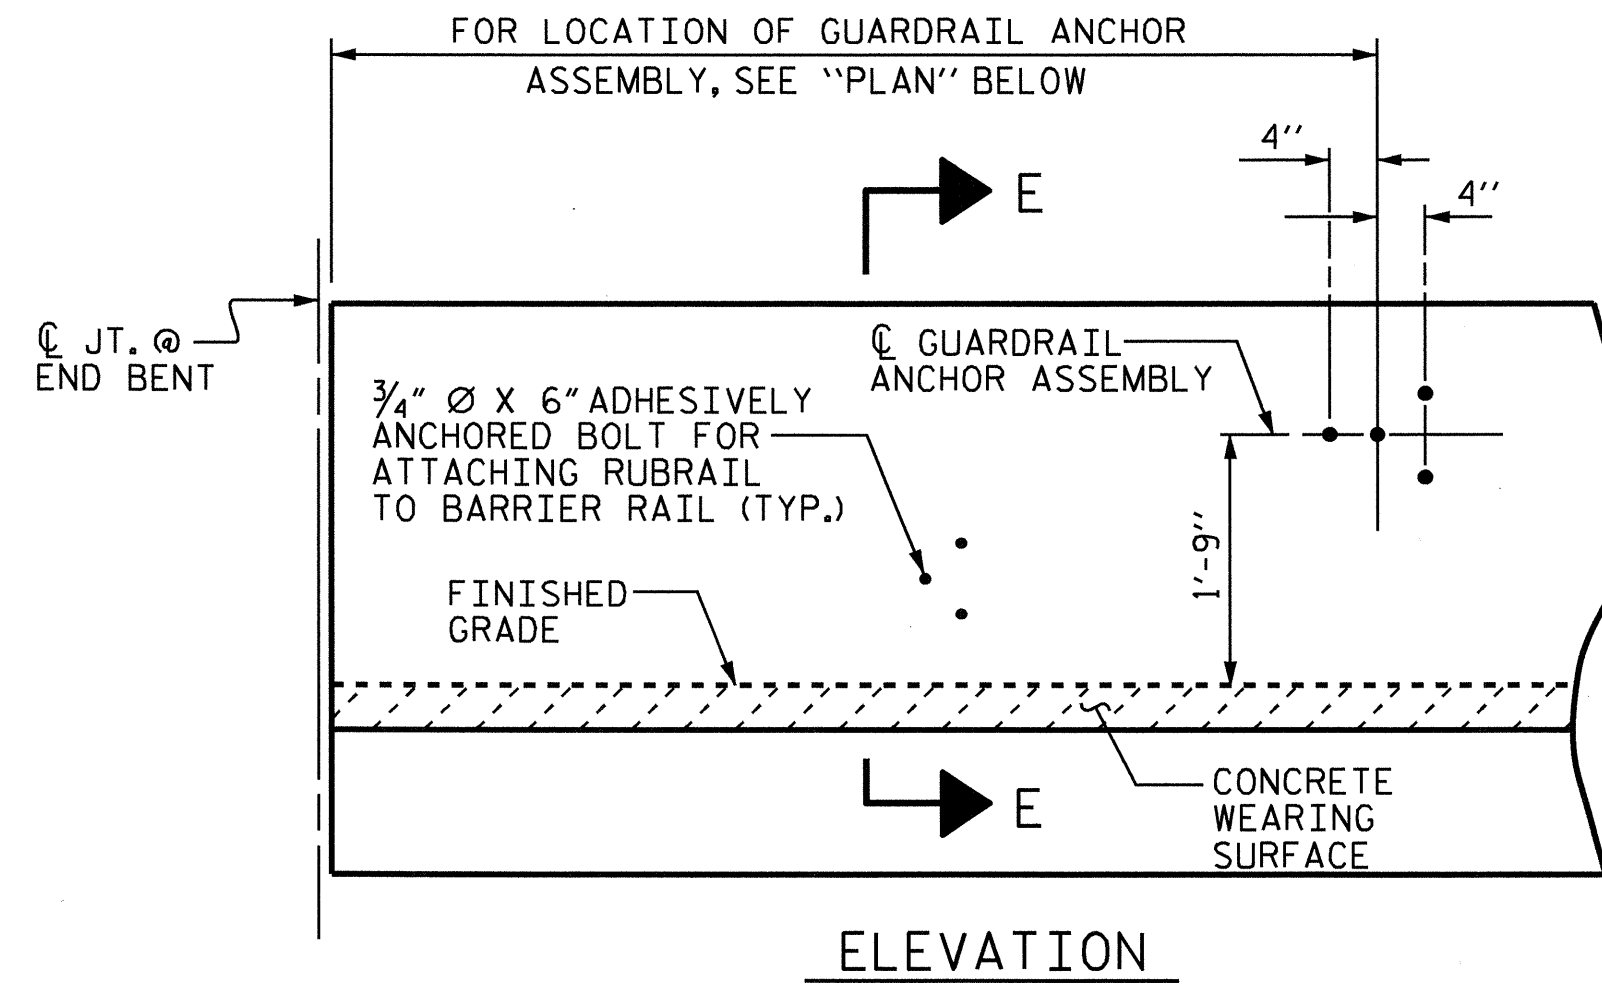 FOR LOCATION OF GUARDRAIL ANCHOR
ASSEMBLY, SEE "PLAN" BELOW
4"
4"
E
℄ JT. @
END BENT
℄ GUARDRAIL
ANCHOR ASSEMBLY
3/4" Ø X 6" ADHESIVELY
ANCHORED BOLT FOR
ATTACHING RUBRAIL
TO BARRIER RAIL (TYP.)
1'-9"
FINISHED
GRADE
E
CONCRETE
WEARING
SURFACE
ELEVATION